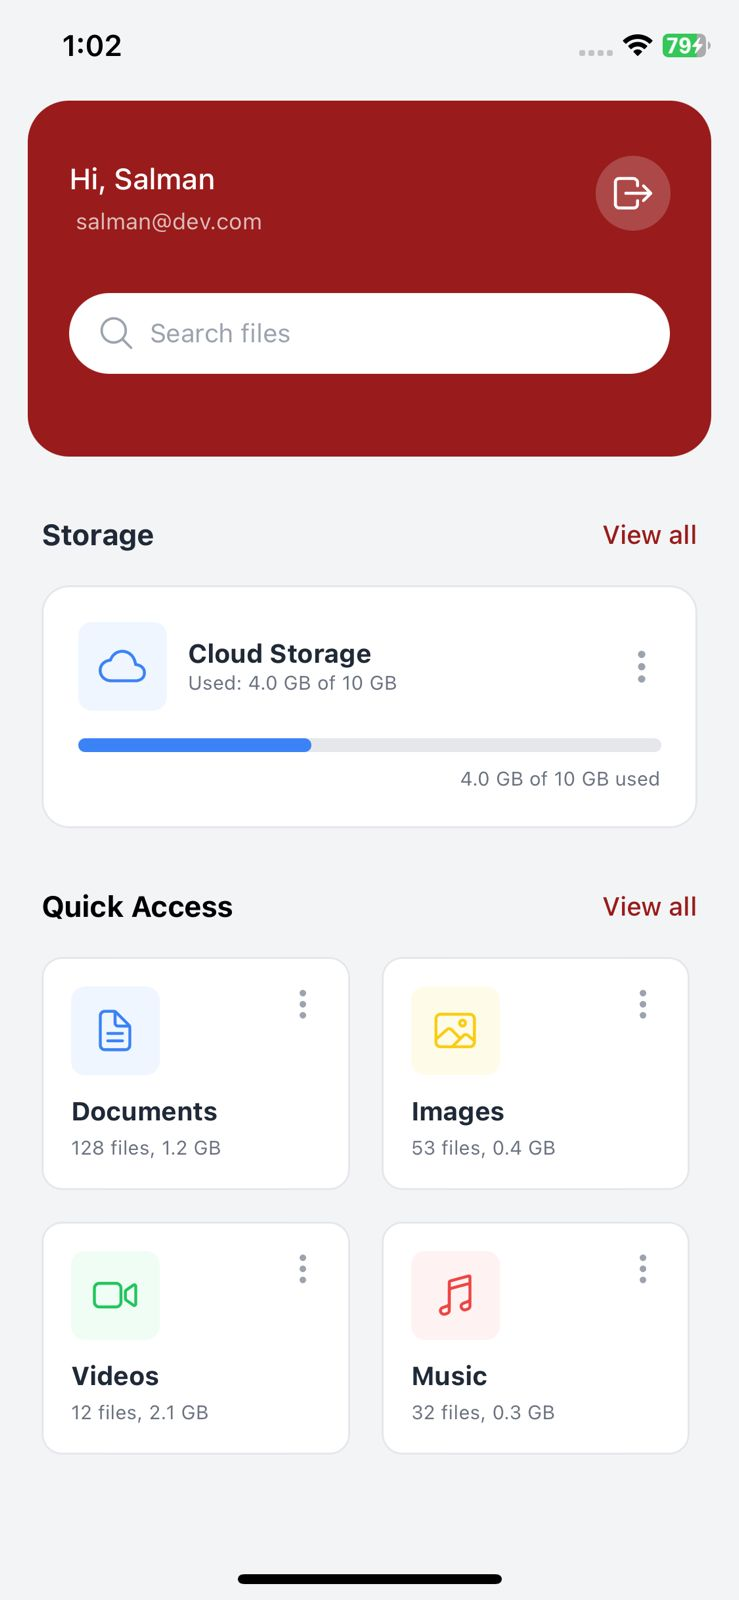 1:02
79
Hi, Salman
salman@dev.com
Search files
Storage
View all
Cloud Storage
Used: 4.0 GB of 10 GB
4.0 GB of 10 GB used
Quick Access
View all
Documents
128 files, 1.2 GB
Images
53 files, 0.4 GB
Videos
12 files, 2.1 GB
Music
32 files, 0.3 GB